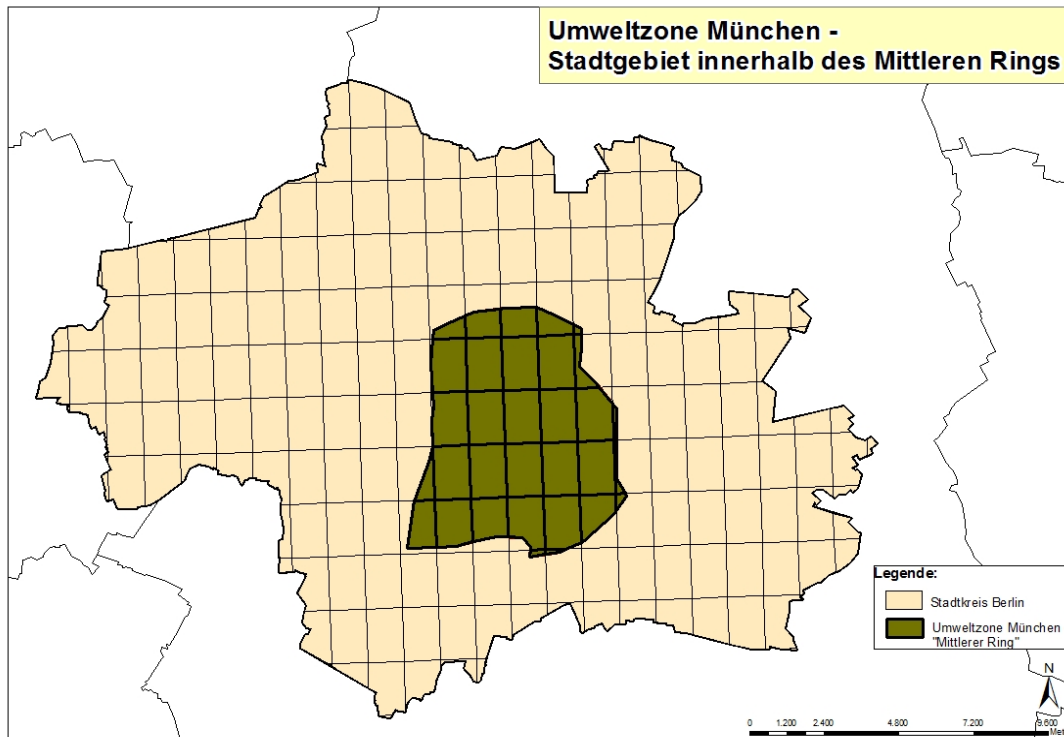 Umweltzone München -
Stadtgebiet innerhalb des Mittleren Rings
Legende:
Stadtkreis Berlin
Umweltzone München
"Mittlerer Ring"
N
0 1.200 2.400 4.800 7.200 9.600